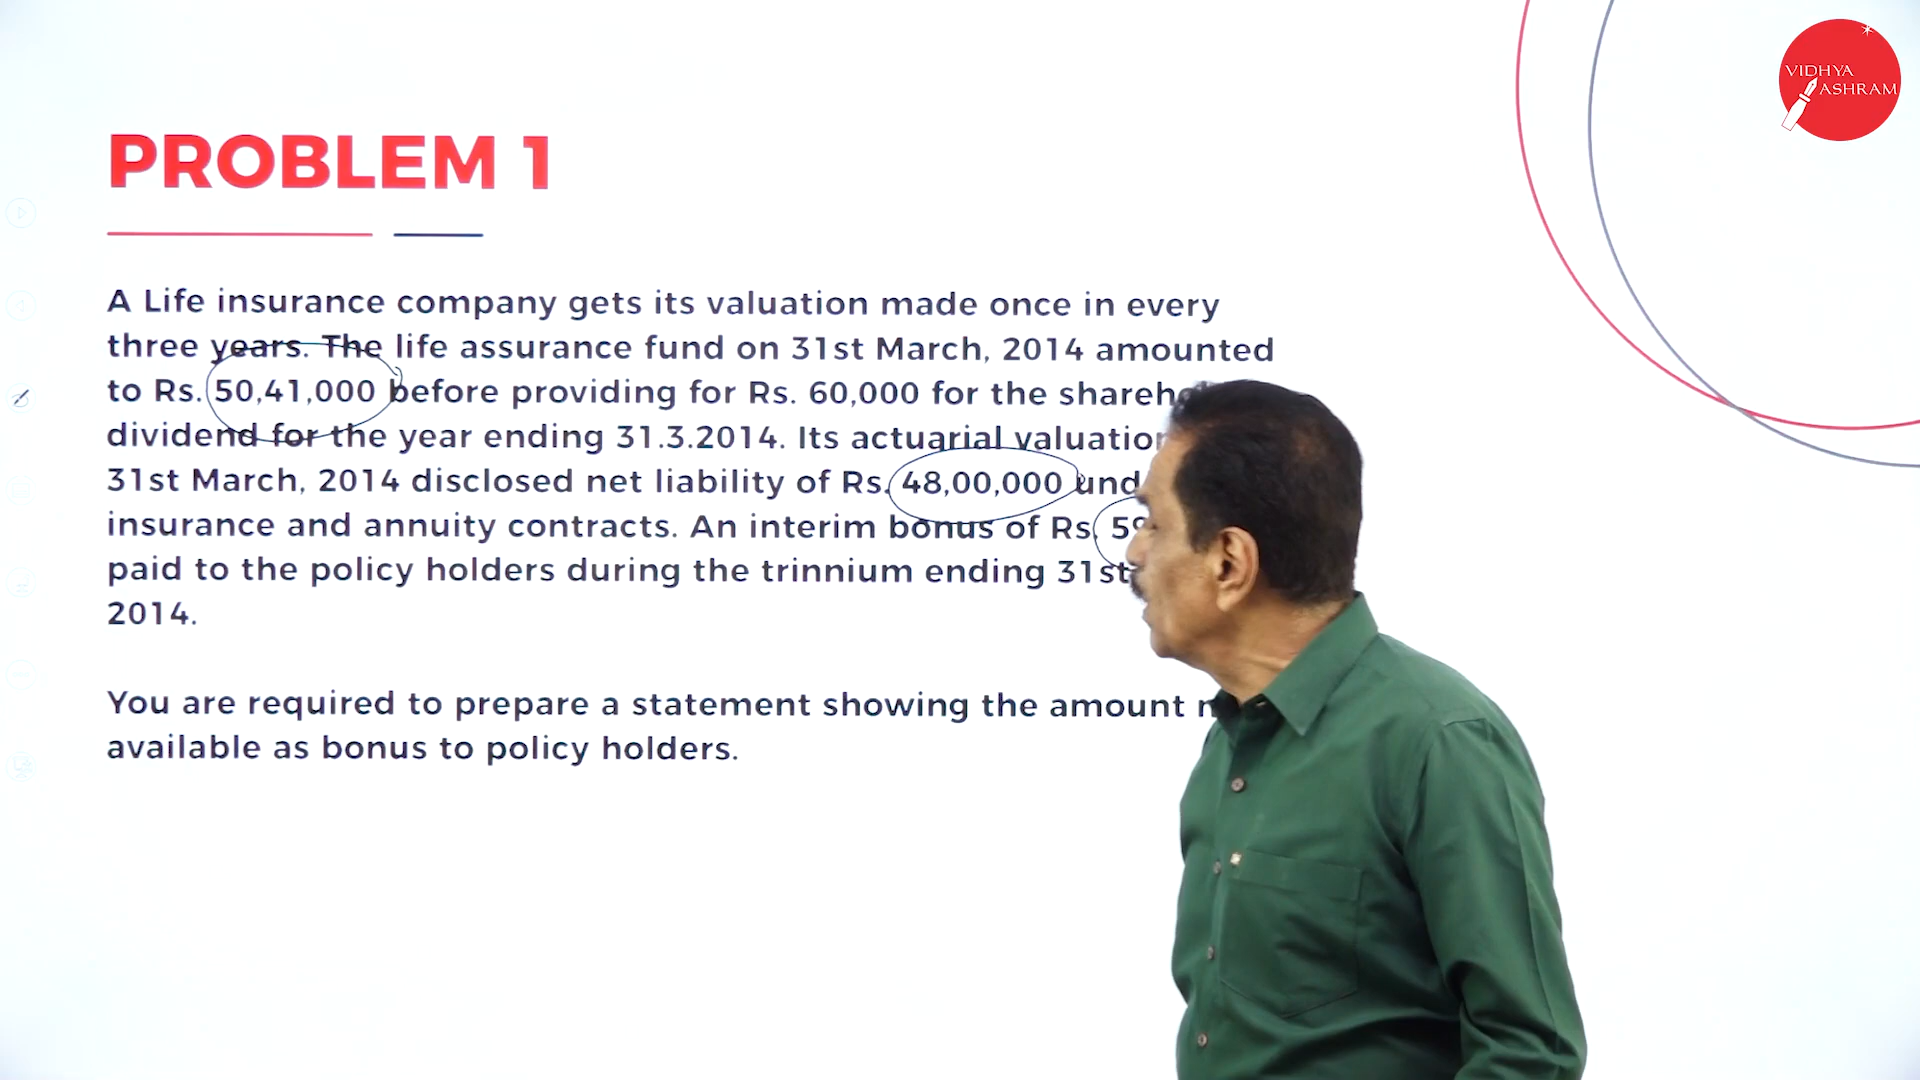 VIDHYA
ASHRAM
PROBLEM 1
A Life insurance company gets its valuation made once in every
three years. The life assurance fund on 31st March, 2014 amounted
to Rs. 50,41,000 before providing for Rs. 60,000 for the
dividend for the year ending 31.3.2014. Its actuarial
31st March, 2014 disclosed net liability of Rs. 48,00,000
insurance and annuity contracts. An interim bonus of Rs.
paid to the policy holders during the trinnium ending 31st
2014.
You are required to prepare a statement showing the amount
available as bonus to policy holders.